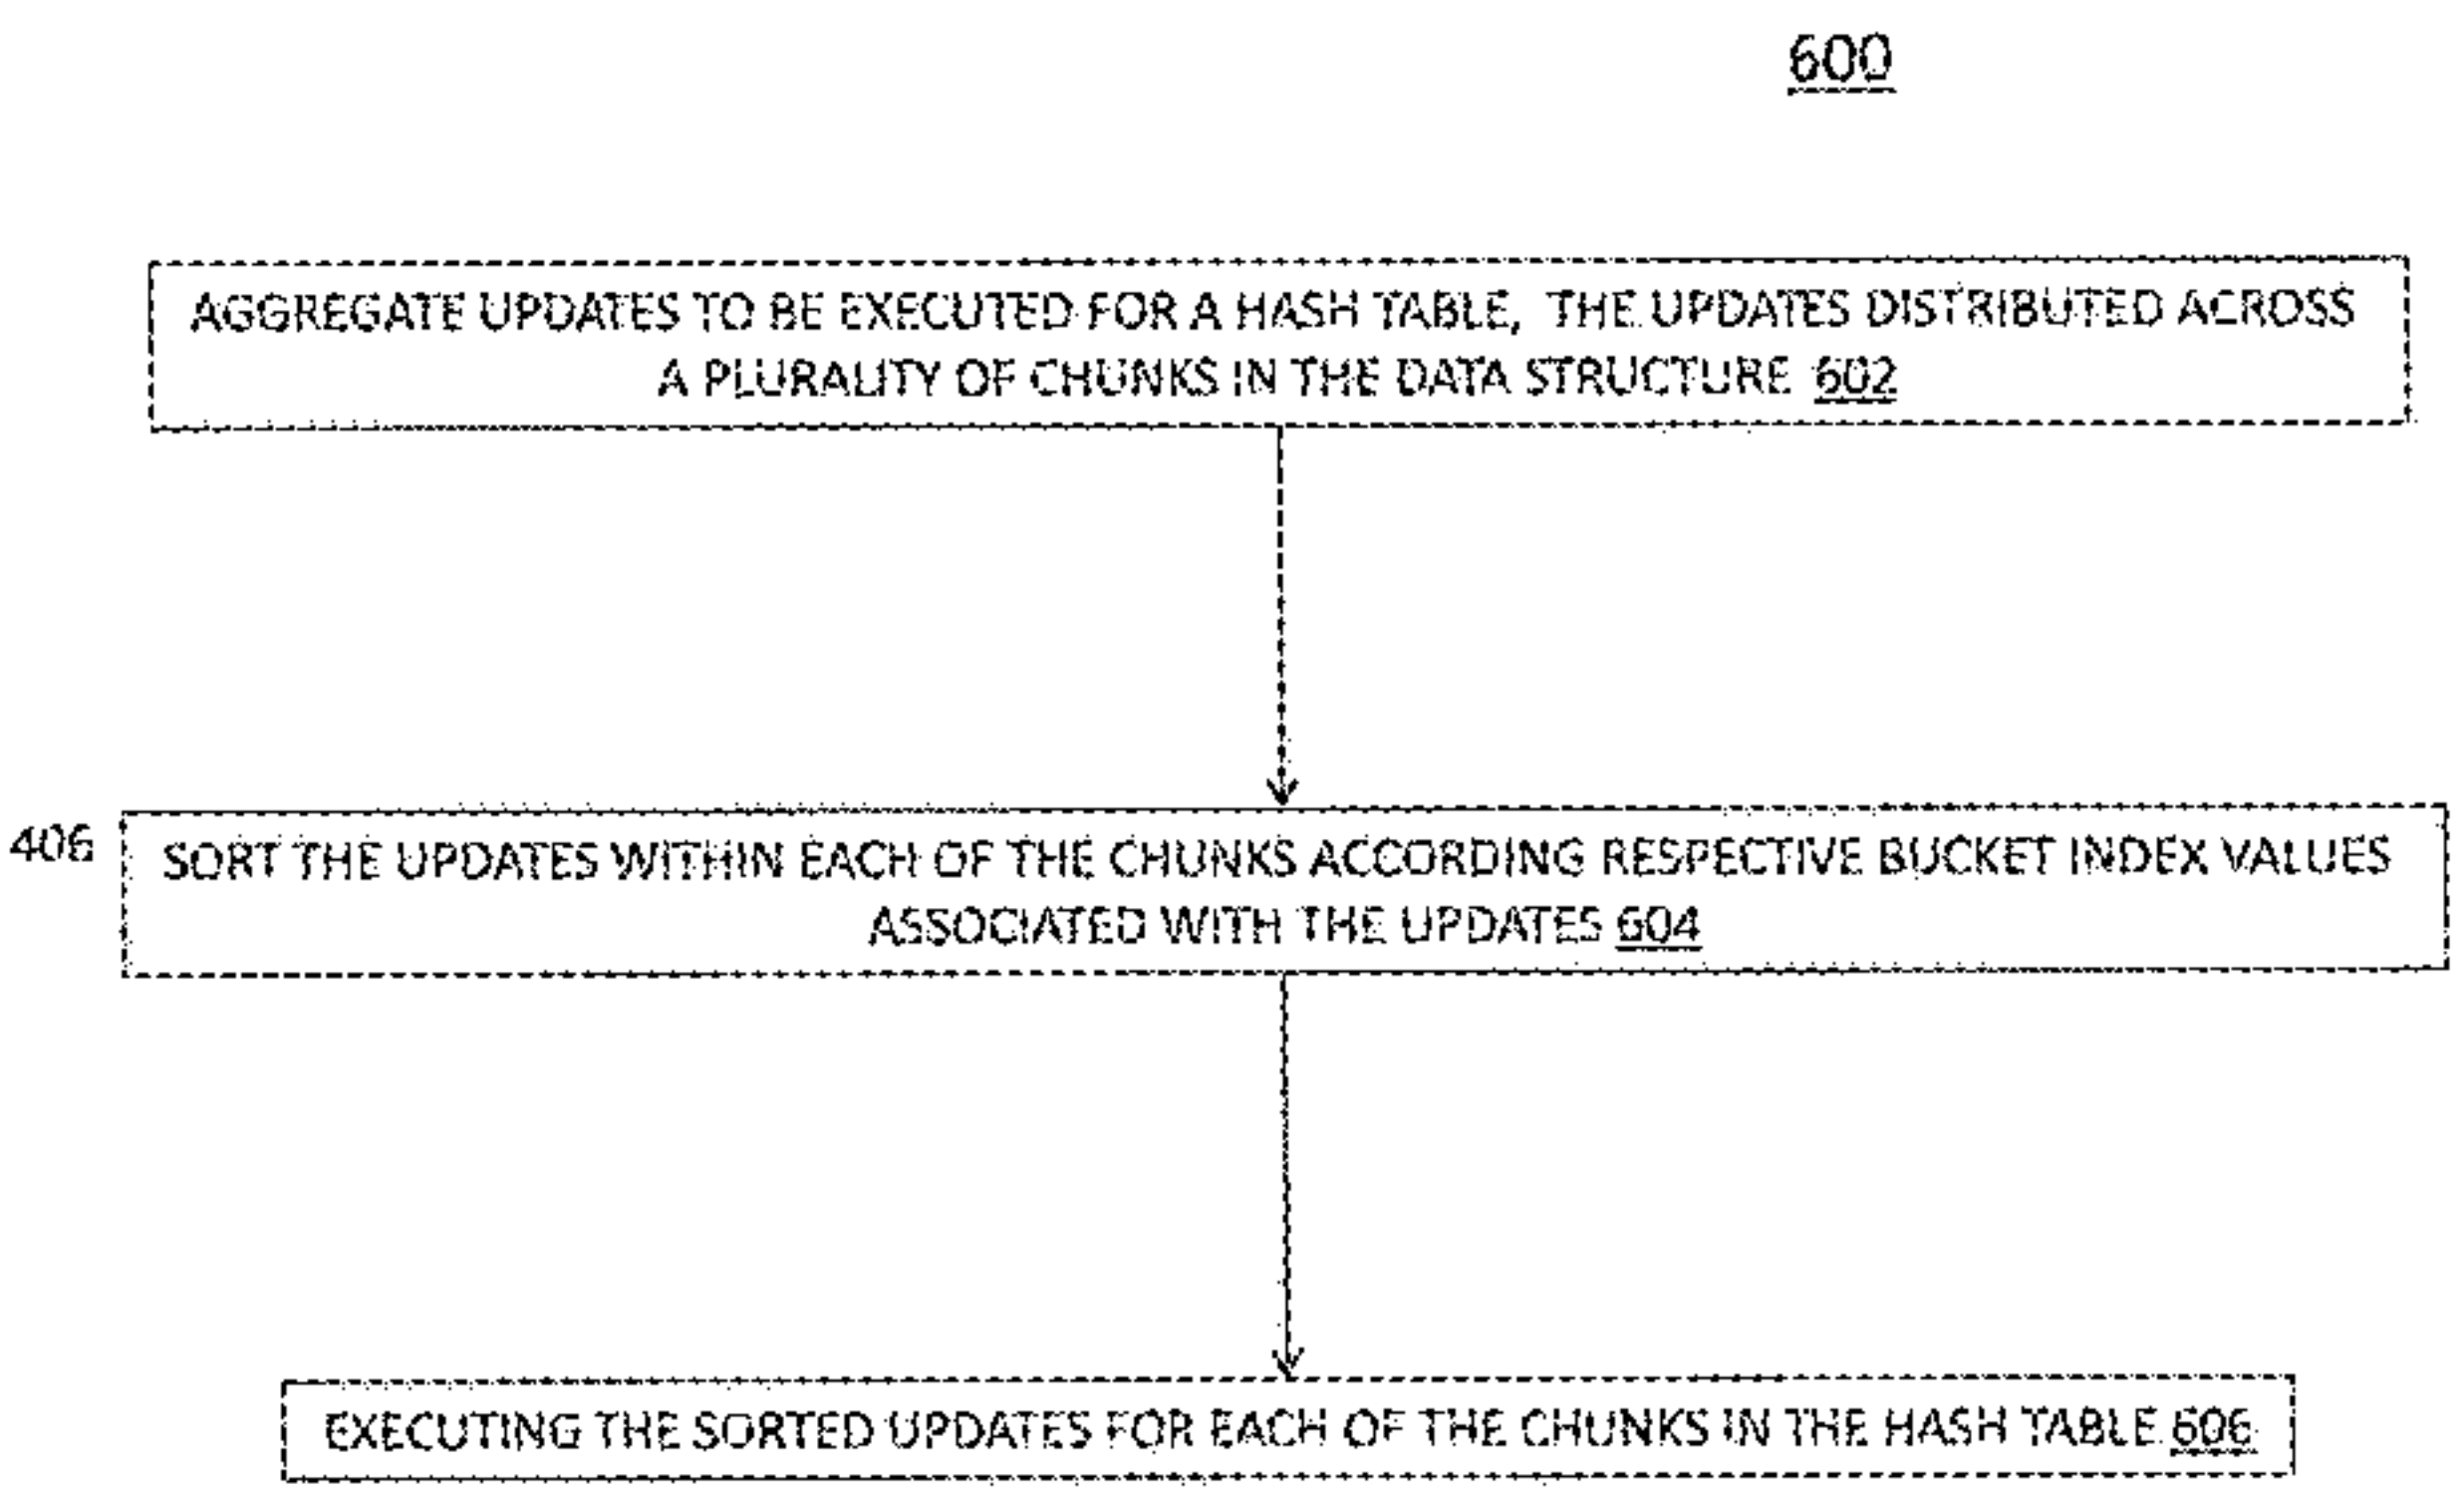 600
AGGREGATE UPDATES TO BE EXECUTED FOR A HASH TABLE, THE UPDATES DISTRIBUTED ACROSS
A PLURALITY OF CHUNKS IN THE DATA STRUCTURE 602
406
SORT THE UPDATES WITHIN EACH OF THE CHUNKS ACCORDING RESPECTIVE BUCKET INDEX VALUES
ASSOCIATED WITH THE UPDATES 604
EXECUTING THE SORTED UPDATES FOR EACH OF THE CHUNKS IN THE HASH TABLE 606